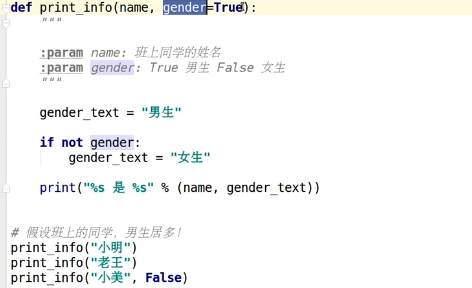 def print_info(name, gender=True):
"""
:param name: 班上同学的姓名
:param gender: True 男生 False 女生
"""
gender_text = "男生"
if not gender:
gender_text = "女生"
print("%s 是 %s" % (name, gender_text))
# 假设班上的同学，男生居多！
print_info("小明")
print_info("老王")
print_info("小美", False)